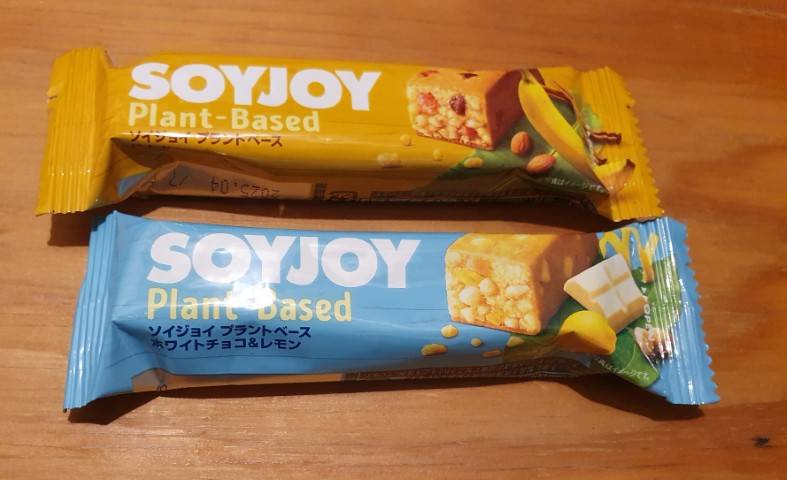 SOYJOY
Plant-Based
ソイジョイ プラントベース
2025.04
SOYJOY
Plant-Based
ソイジョイ プラントベース
ホワイトチョコ&レモン